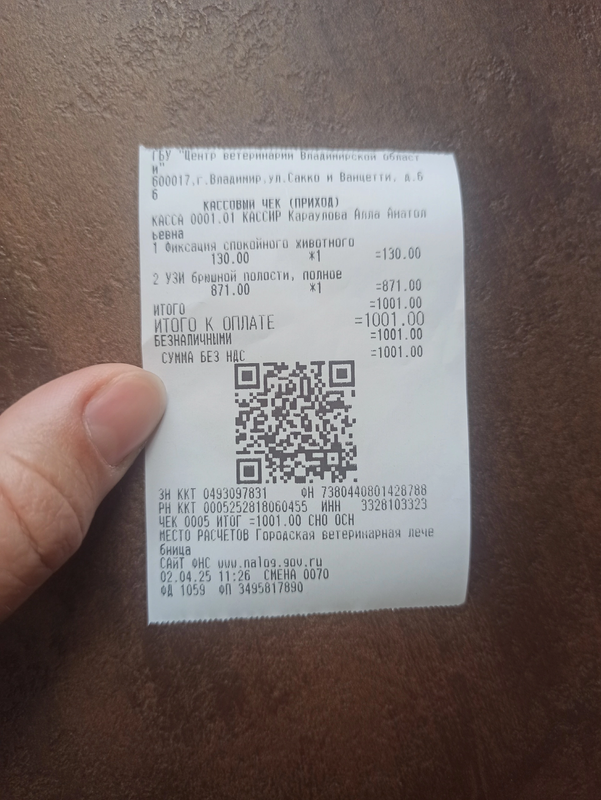 ГБУ "Центр ветеринарии Владимирской област
и"
600017,г.Владимир,ул.Сакко и Ванцетти, д.6
6
КАССОВЫЙ ЧЕК (ПРИХОД)
КАССА 0001.01 КАССИР Караулова Алла Анатол
ьевна
1 Фиксация спокойного животного
130.00 *1 =130.00
2 УЗИ брюшной полости, полное
871.00 *1 =871.00
ИТОГО =1001.00
ИТОГО К ОПЛАТЕ =1001.00
БЕЗНАЛИЧНЫМИ =1001.00
СУММА БЕЗ НДС =1001.00
ЗН ККТ 0493097831 ФН 7380440801428788
РН ККТ 0005252818060455 ИНН 3328103323
ЧЕК 0005 ИТОГ =1001.00 СНО ОСН
МЕСТО РАСЧЕТОВ Городская ветеринарная лече
бница
САЙТ ФНС www.nalog.gov.ru
02.04.25 11:26 СМЕНА 0070
ФД 1059 ФП 3495817890